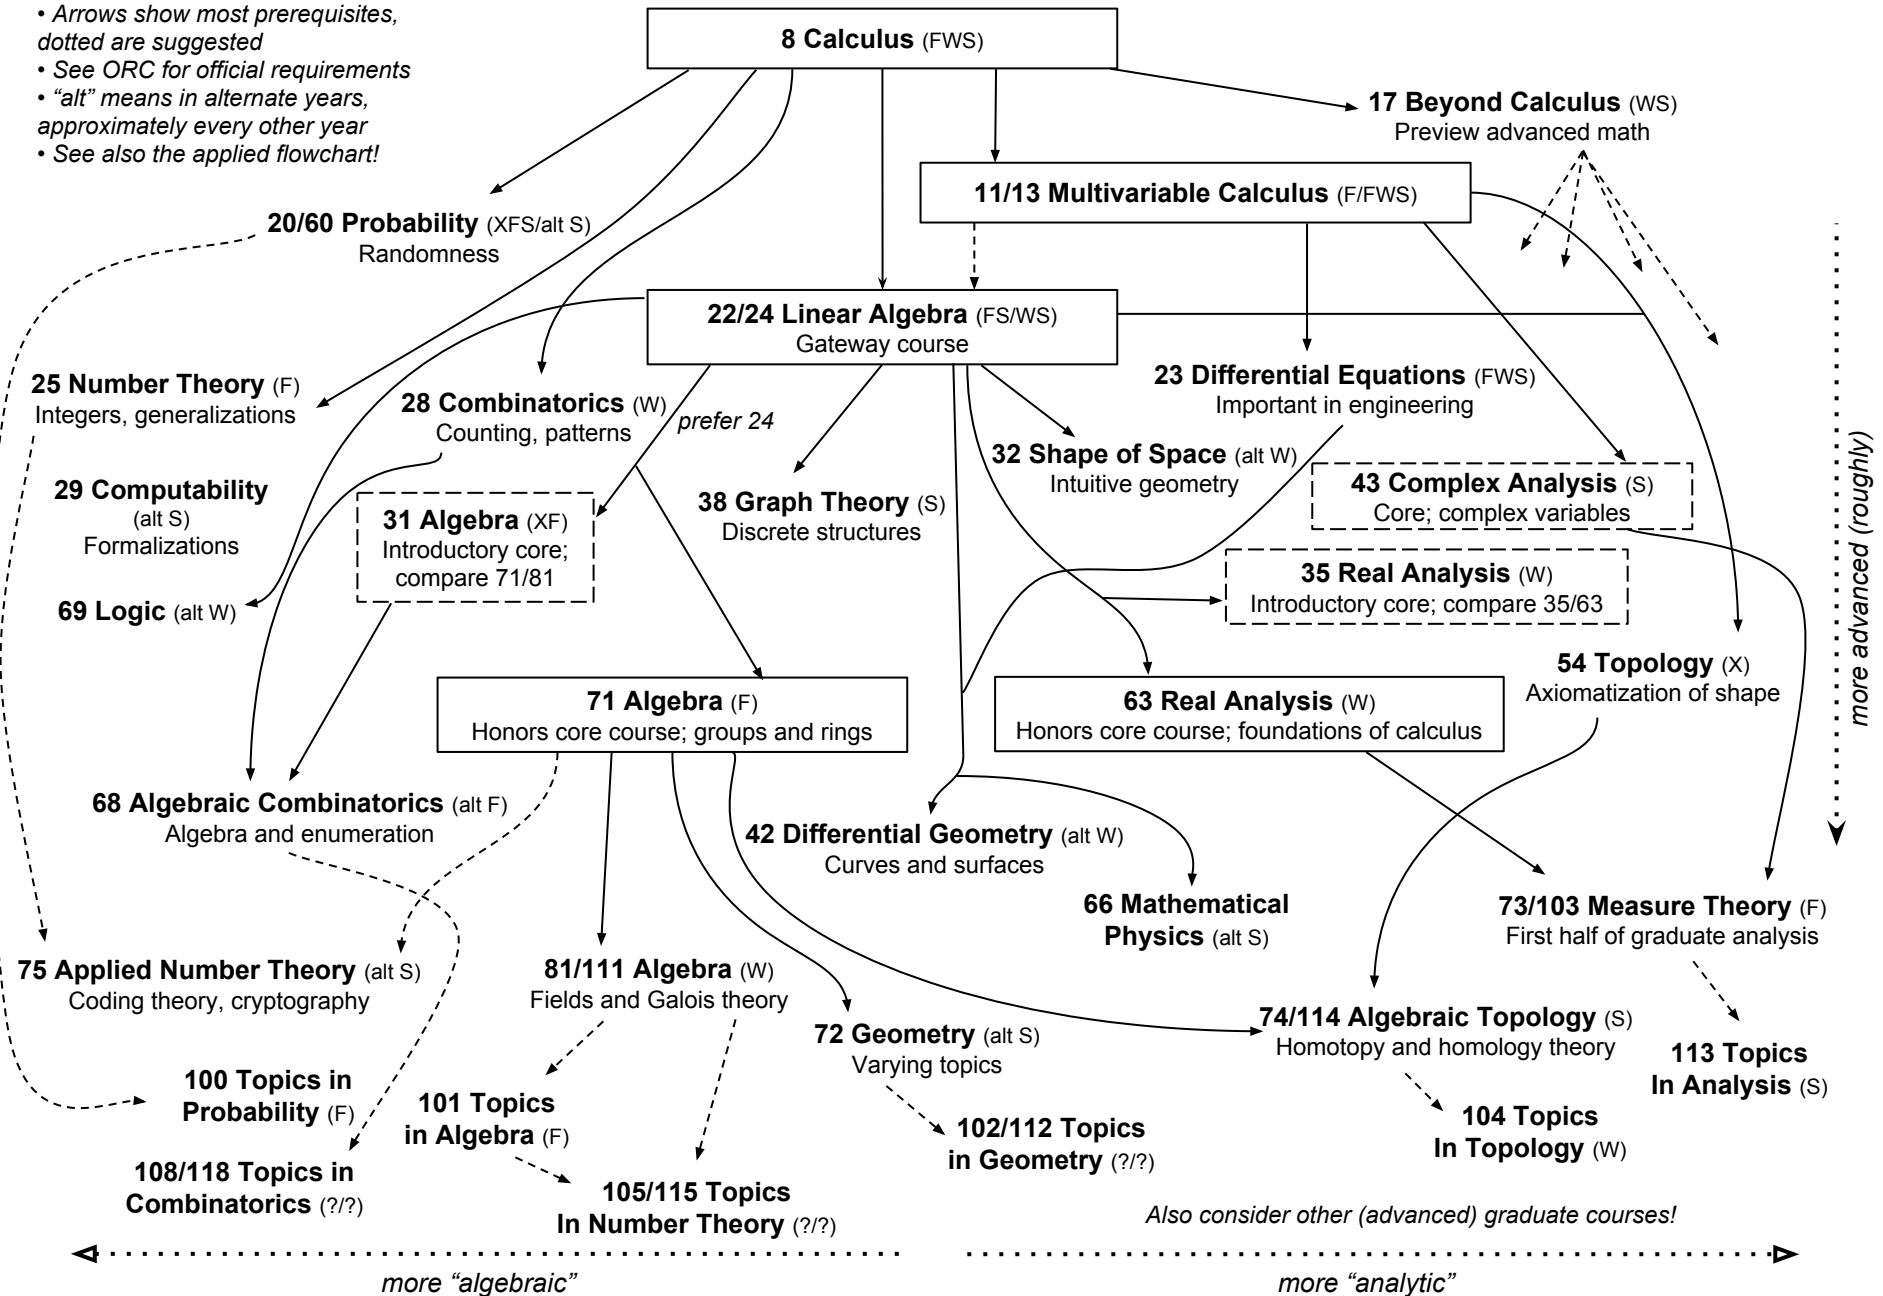 • Arrows show most prerequisites,
dotted are suggested
• See ORC for official requirements
• “alt” means in alternate years,
approximately every other year
• See also the applied flowchart!
8 Calculus (FWS)
17 Beyond Calculus (WS)
Preview advanced math
11/13 Multivariable Calculus (F/FWS)
20/60 Probability (XFS/alt S)
Randomness
22/24 Linear Algebra (FS/WS)
Gateway course
25 Number Theory (F)
Integers, generalizations
28 Combinatorics (W)
Counting, patterns
prefer 24
23 Differential Equations (FWS)
Important in engineering
32 Shape of Space (alt W)
Intuitive geometry
29 Computability
(alt S)
Formalizations
31 Algebra (XF)
Introductory core;
compare 71/81
38 Graph Theory (S)
Discrete structures
43 Complex Analysis (S)
Core; complex variables
35 Real Analysis (W)
Introductory core; compare 35/63
69 Logic (alt W)
more advanced (roughly)
54 Topology (X)
Axiomatization of shape
71 Algebra (F)
Honors core course; groups and rings
63 Real Analysis (W)
Honors core course; foundations of calculus
68 Algebraic Combinatorics (alt F)
Algebra and enumeration
42 Differential Geometry (alt W)
Curves and surfaces
66 Mathematical
Physics (alt S)
73/103 Measure Theory (F)
First half of graduate analysis
75 Applied Number Theory (alt S)
Coding theory, cryptography
81/111 Algebra (W)
Fields and Galois theory
72 Geometry (alt S)
Varying topics
74/114 Algebraic Topology (S)
Homotopy and homology theory
113 Topics
In Analysis (S)
100 Topics in
Probability (F)
101 Topics
in Algebra (F)
102/112 Topics
in Geometry (?/?)
104 Topics
In Topology (W)
108/118 Topics in
Combinatorics (?/?)
105/115 Topics
In Number Theory (?/?)
Also consider other (advanced) graduate courses!
more “algebraic”
more “analytic”